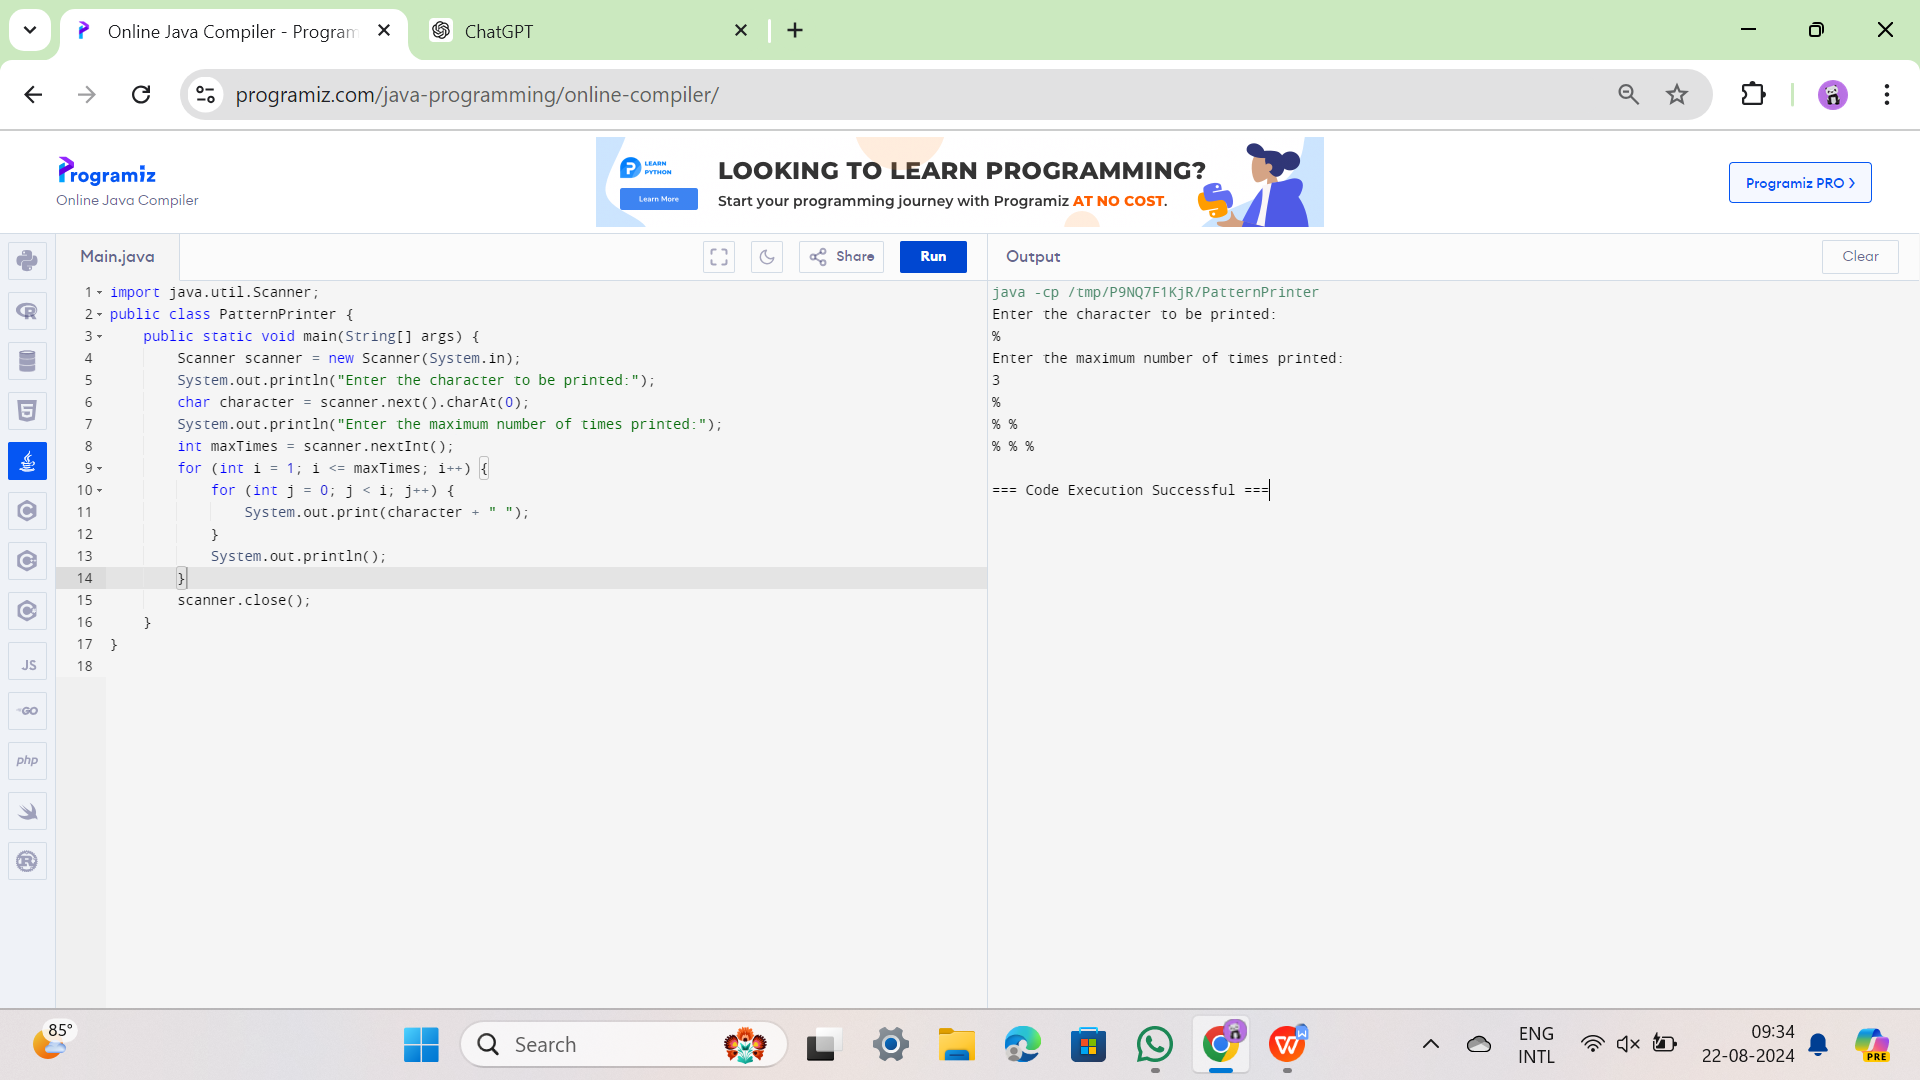 Online Java Compiler - Program
ChatGPT
programiz.com/java-programming/online-compiler/
Programiz
Online Java Compiler
LEARN
PYTHON
Learn More
LOOKING TO LEARN PROGRAMMING?
Start your programming journey with Programiz AT NO COST.
Programiz PRO
Main.java
Share
Run
Output
Clear
1 import java.util.Scanner;
2 public class PatternPrinter {
3     public static void main(String[] args) {
4         Scanner scanner = new Scanner(System.in);
5         System.out.println("Enter the character to be printed:");
6         char character = scanner.next().charAt(0);
7         System.out.println("Enter the maximum number of times printed:");
8         int maxTimes = scanner.nextInt();
9         for (int i = 1; i <= maxTimes; i++) {
10             for (int j = 0; j < i; j++) {
11                 System.out.print(character + " ");
12             }
13             System.out.println();
14         }
15         scanner.close();
16     }
17 }
18
java -cp /tmp/P9NQ7F1KjR/PatternPrinter
Enter the character to be printed:
%
Enter the maximum number of times printed:
3
%
% %
% % %
=== Code Execution Successful ===
JS
GO
php
85°
Search
ENG
INTL
09:34
22-08-2024
PRE